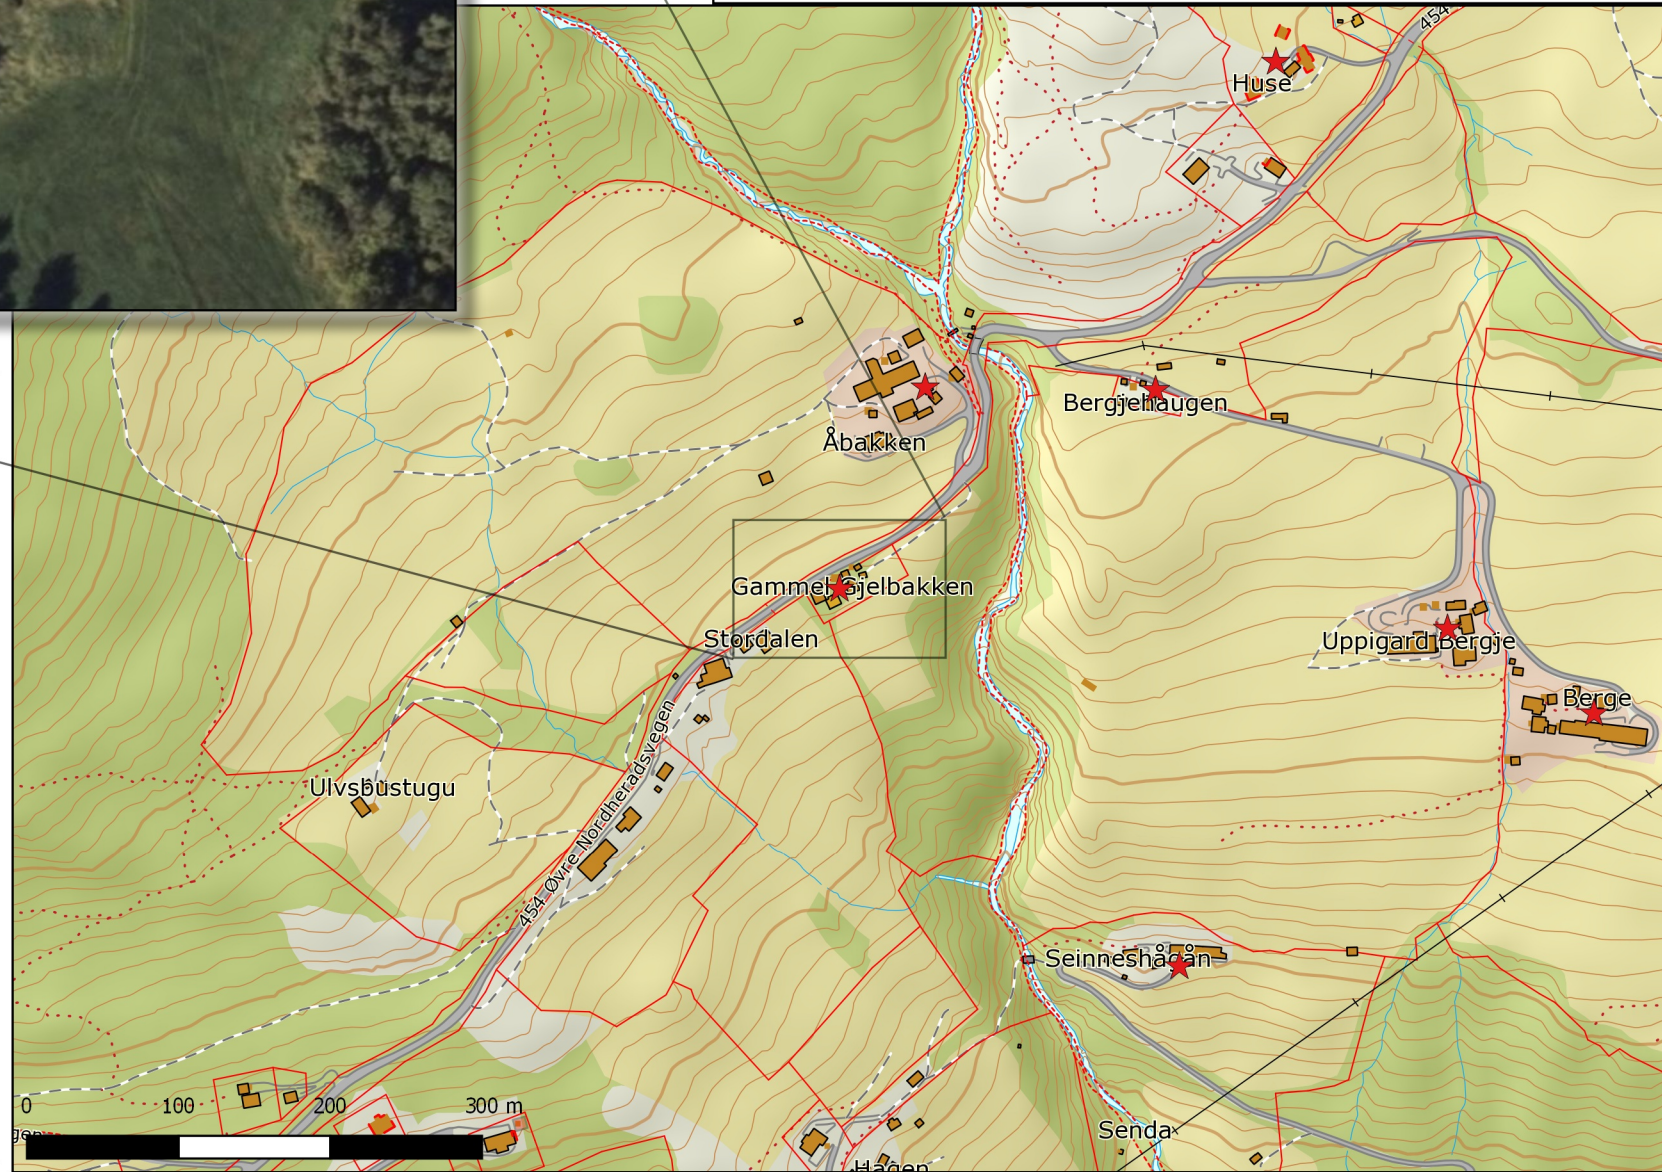 454
Huse
Bergjehaugen
Åbakken
Gammel Gjelbakken
Stordalen
Uppigard Bergje
Berge
Ulvsbustugu
454 Øvre Nordheradsvegen
Seinneshågån
0 100 200 300 m
Senda
Hagen